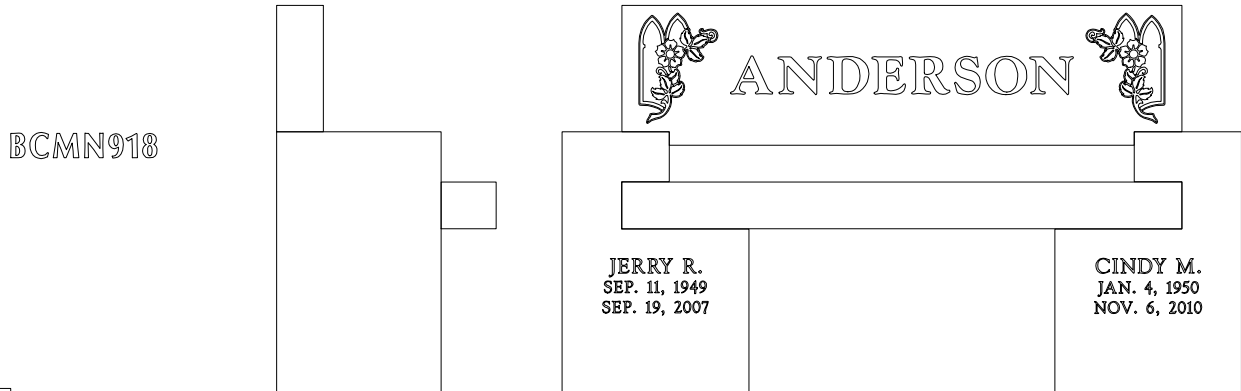 BCMN918
ANDERSON
JERRY R.
SEP. 11, 1949
SEP. 19, 2007
CINDY M.
JAN. 4, 1950
NOV. 6, 2010